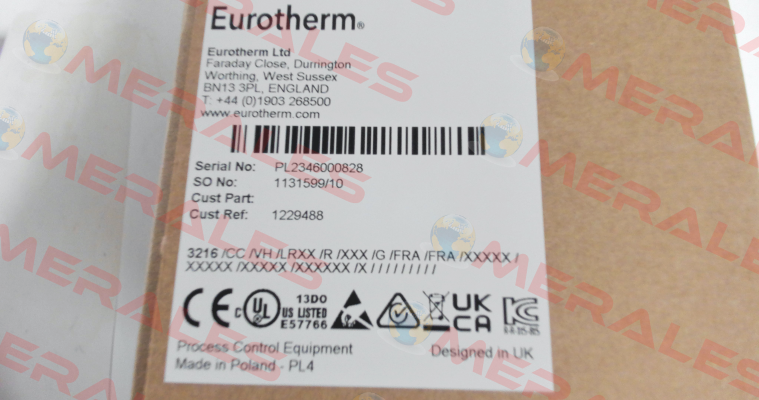 Eurotherm®
Eurotherm Ltd
Faraday Close, Durrington
Worthing, West Sussex
BN13 3PL, ENGLAND
T: +44 (0)1903 268500
www.eurotherm.com
Serial No: PL2346000828
SO No: 1131599/10
Cust Part:
Cust Ref: 1229488
3216 /CC /VH /LRXX /R /XXX /G /FRA /FRA /XXXXX /
XXXXX /XXXXX /XXXXXX /X / / / / / / / / /
CE c UL US LISTED 13D0 E57766 UK CA
Process Control Equipment Designed in UK
Made in Poland - PL4
MERALES